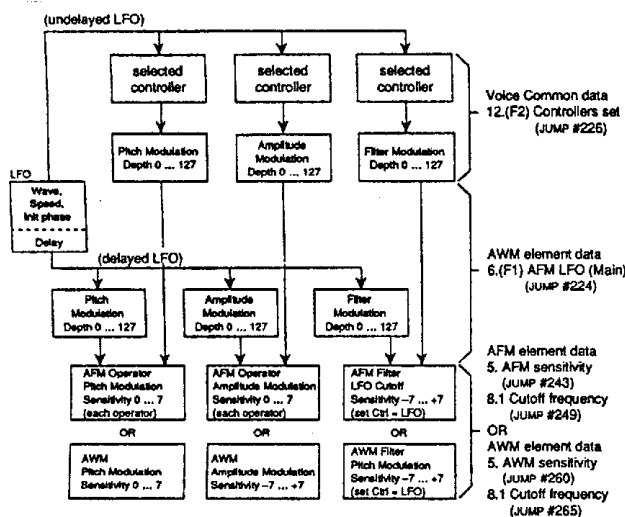 (undelayed LFO)
selected
controller
selected
controller
selected
controller
Voice Common data
12.(F2) Controllers set
(JUMP #226)
Pitch Modulation
Depth 0 ... 127
Amplitude
Modulation
Depth 0 ... 127
Filter Modulation
Depth 0 ... 127
LFO
Wave,
Speed,
Init phase
Delay
(delayed LFO)
AWM element data
6.(F1) AFM LFO (Main)
(JUMP #224)
Pitch
Modulation
Depth 0 ... 127
Amplitude
Modulation
Depth 0 ... 127
Filter
Modulation
Depth 0 ... 127
AFM Operator
Pitch Modulation
Sensitivity 0 ... 7
(each operator)
AFM Operator
Amplitude Modulation
Sensitivity 0 ... 7
(each operator)
AFM Filter
LFO Cutoff
Sensitivity -7 ... +7
(set Ctrl = LFO)
AFM element data
5. AFM sensitivity
(JUMP #243)
8.1 Cutoff frequency
(JUMP #249)
OR
OR
OR
OR
AWM
Pitch Modulation
Sensitivity 0 ... 7
AWM
Amplitude Modulation
Sensitivity -7 ... +7
AWM Filter
Pitch Modulation
Sensitivity -7 ... +7
(set Ctrl = LFO)
AWM element data
5. AWM sensitivity
(JUMP #260)
8.1 Cutoff frequency
(JUMP #265)